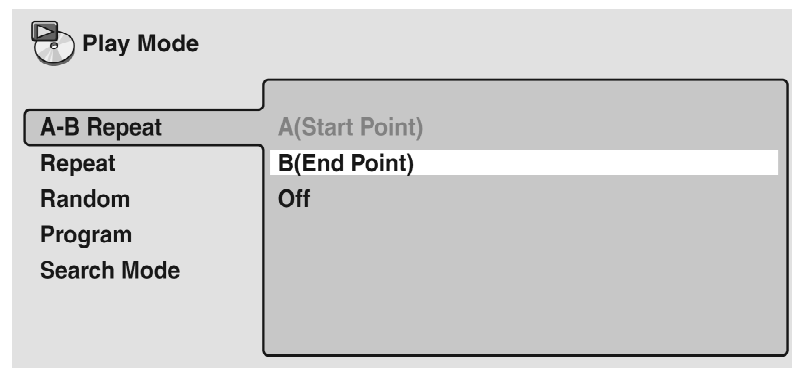 Play Mode
A-B Repeat
Repeat
Random
Program
Search Mode
A(Start Point)
B(End Point)
Off